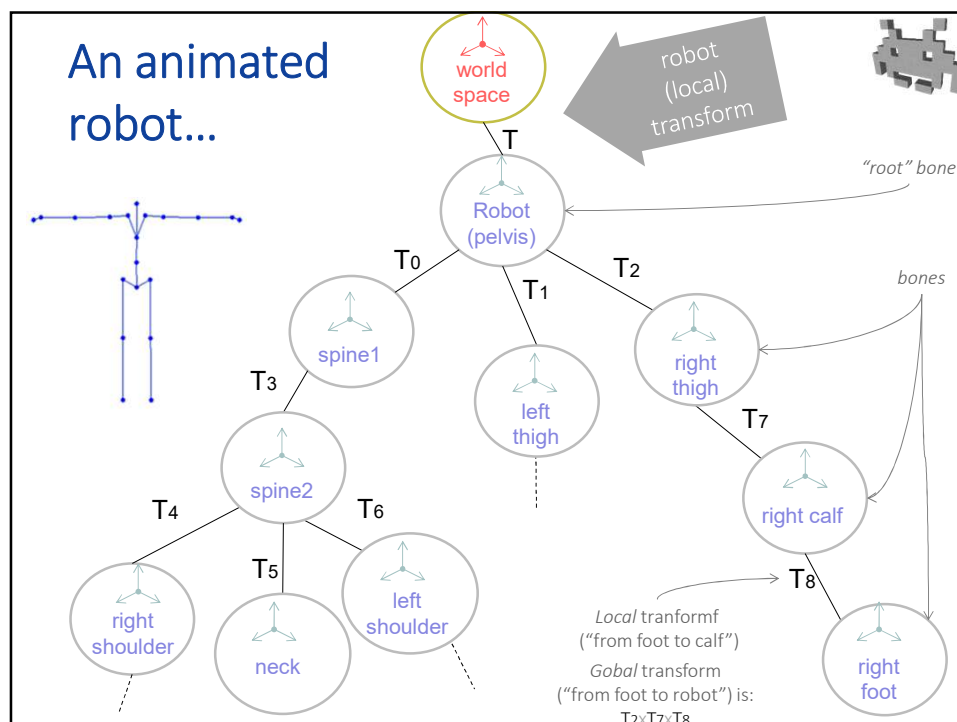 An animated
robot...
world
space
robot
(local)
transform
T
"root" bone
Robot
(pelvis)
T0
T1
T2
bones
spine1
right
thigh
T3
left
thigh
T7
spine2
right calf
T4
T5
T6
T8
right
shoulder
neck
left
shoulder
Local tranformf
("from foot to calf")
Gobal transform
("from foot to robot") is:
T2xT7xT8
right
foot